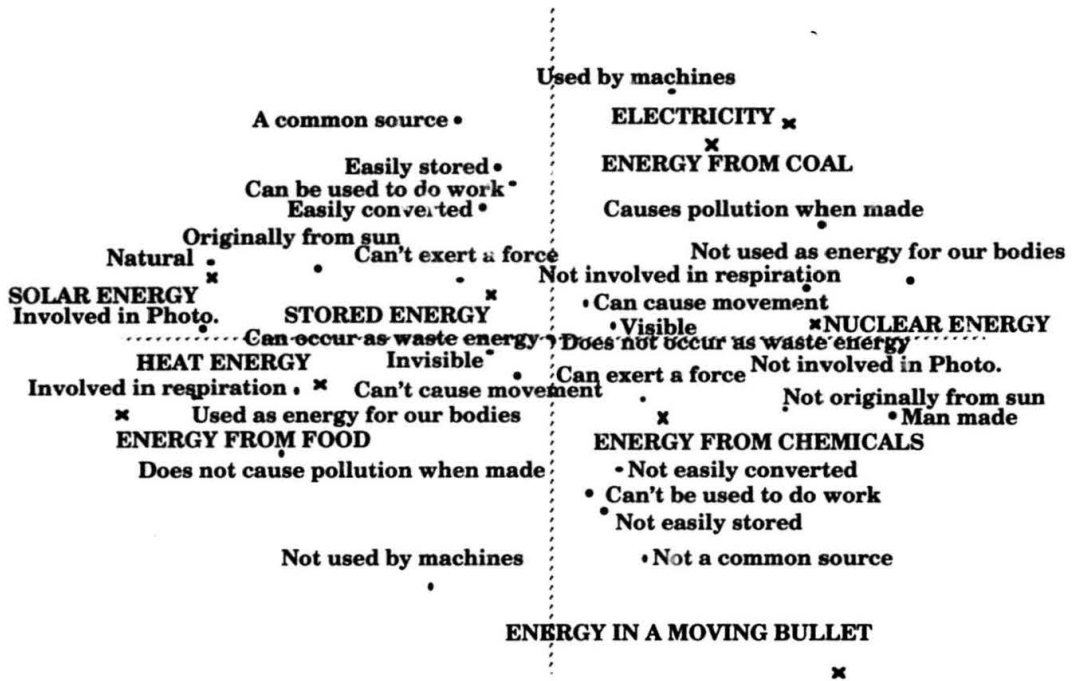 Used by machines
A common source
ELECTRICITY
Easily stored
ENERGY FROM COAL
Can be used to do work
Easily converted
Causes pollution when made
Originally from sun
Natural
Can't exert a force
Not used as energy for our bodies
Not involved in respiration
SOLAR ENERGY
Can cause movement
Involved in Photo.
STORED ENERGY
Visible
NUCLEAR ENERGY
Can occur as waste energy
Does not occur as waste energy
HEAT ENERGY
Invisible
Not involved in Photo.
Can exert a force
Involved in respiration
Can't cause movement
Not originally from sun
Used as energy for our bodies
Man made
ENERGY FROM FOOD
ENERGY FROM CHEMICALS
Does not cause pollution when made
Not easily converted
Can't be used to do work
Not easily stored
Not used by machines
Not a common source
ENERGY IN A MOVING BULLET